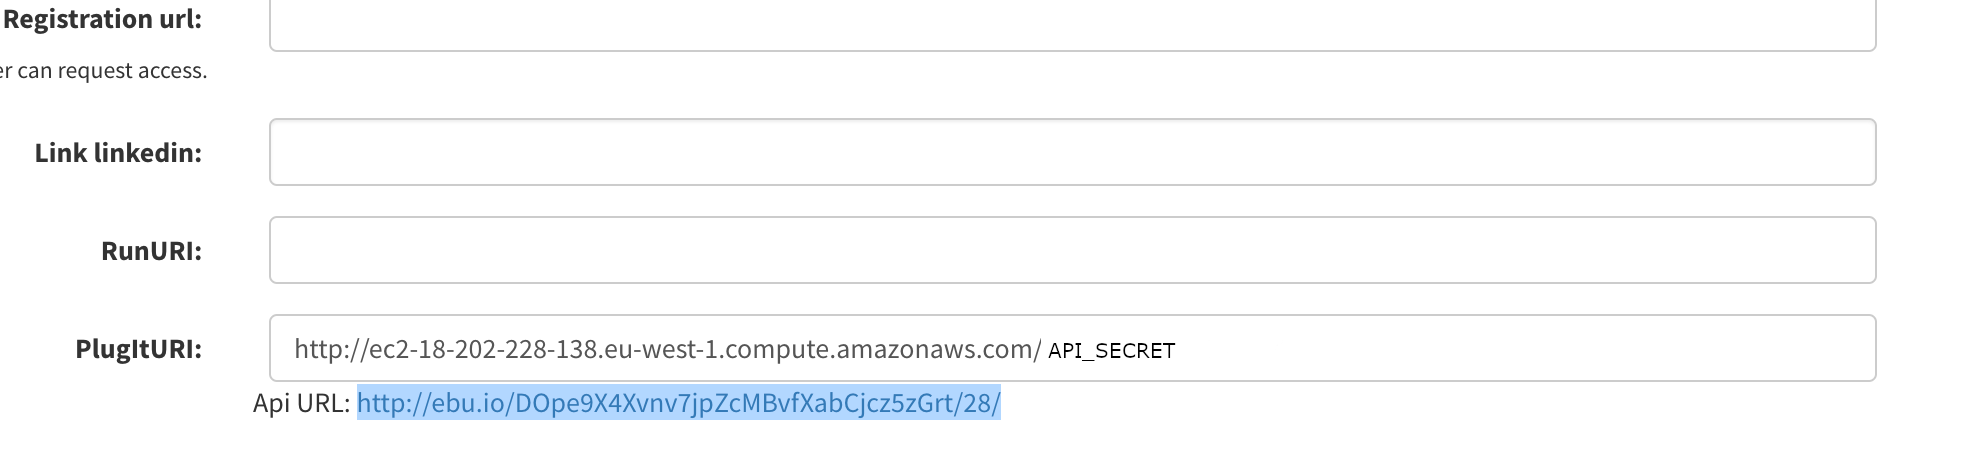 Registration url:
er can request access.
Link linkedin:
RunURI:
PlugItURI:
http://ec2-18-202-228-138.eu-west-1.compute.amazonaws.com/ API_SECRET
Api URL: http://ebu.io/DOpe9X4Xvnv7jpZcMBvfXabCjcz5zGrt/28/